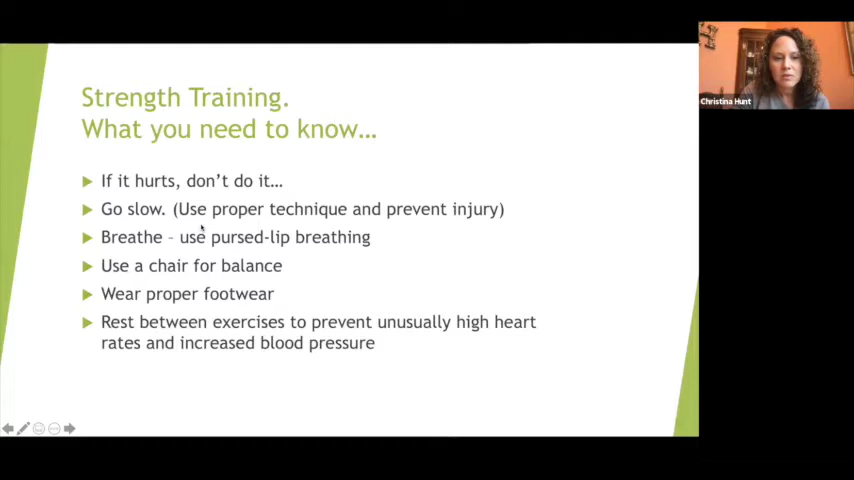 Strength Training.
What you need to know…
If it hurts, don't do it…
Go slow. (Use proper technique and prevent injury)
Breathe – use pursed-lip breathing
Use a chair for balance
Wear proper footwear
Rest between exercises to prevent unusually high heart
rates and increased blood pressure
Christina Hunt